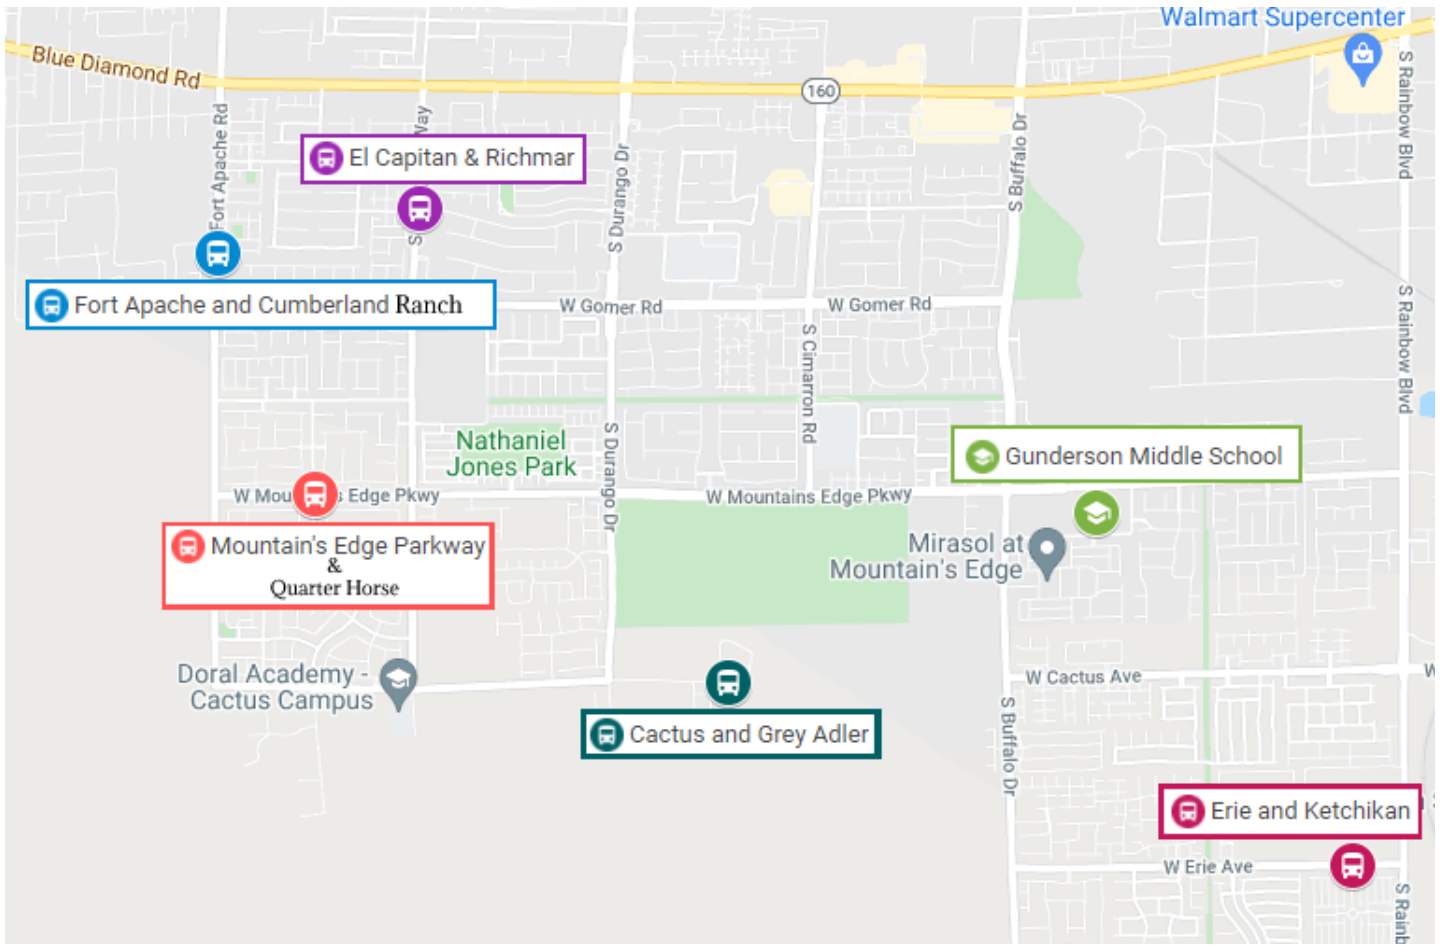 Walmart Supercenter
Blue Diamond Rd
160
S Rainbow Blvd
Fort Apache Rd
Way
S Buffalo Dr
El Capitan & Richmar
S Durango Dr
S
Fort Apache and Cumberland Ranch
W Gomer Rd
W Gomer Rd
S Rainbow Blvd
S Cimarron Rd
Nathaniel
Jones Park
S Durango Dr
Gunderson Middle School
W Mou
s Edge Pkwy
W Mountains Edge Pkwy
Mountain's Edge Parkway
&
Quarter Horse
Mirasol at
Mountain's Edge
Doral Academy -
Cactus Campus
W Cactus Ave
W
Cactus and Grey Adler
S Buffalo Dr
Erie and Ketchikan
W Erie Ave
S Rain